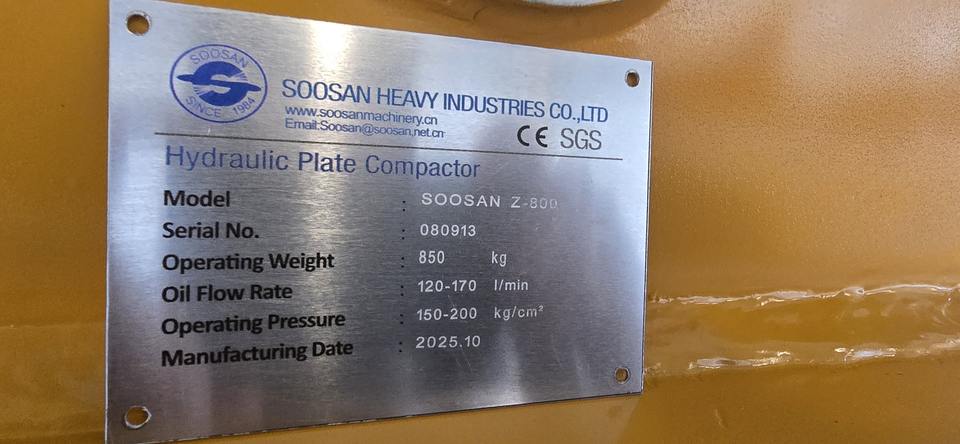 SOOSAN
SINCE 1984
SOOSAN HEAVY INDUSTRIES CO.,LTD
www.soosanmachinery.cn
Email:Soosan@soosan.net.cn
CE SGS
Hydraulic Plate Compactor
Model : SOOSAN Z-800
Serial No. : 080913
Operating Weight : 850 kg
Oil Flow Rate : 120-170 l/min
Operating Pressure : 150-200 kg/cm²
Manufacturing Date : 2025.10